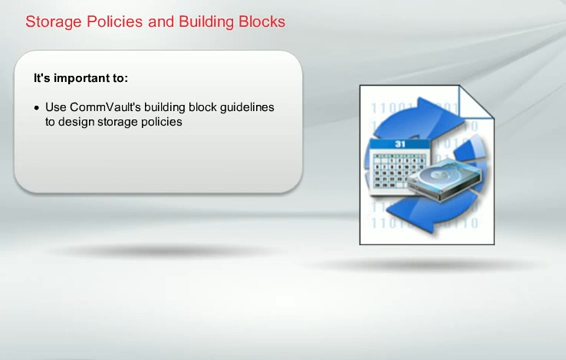 Storage Policies and Building Blocks
It's important to:
• Use CommVault's building block guidelines
to design storage policies
31